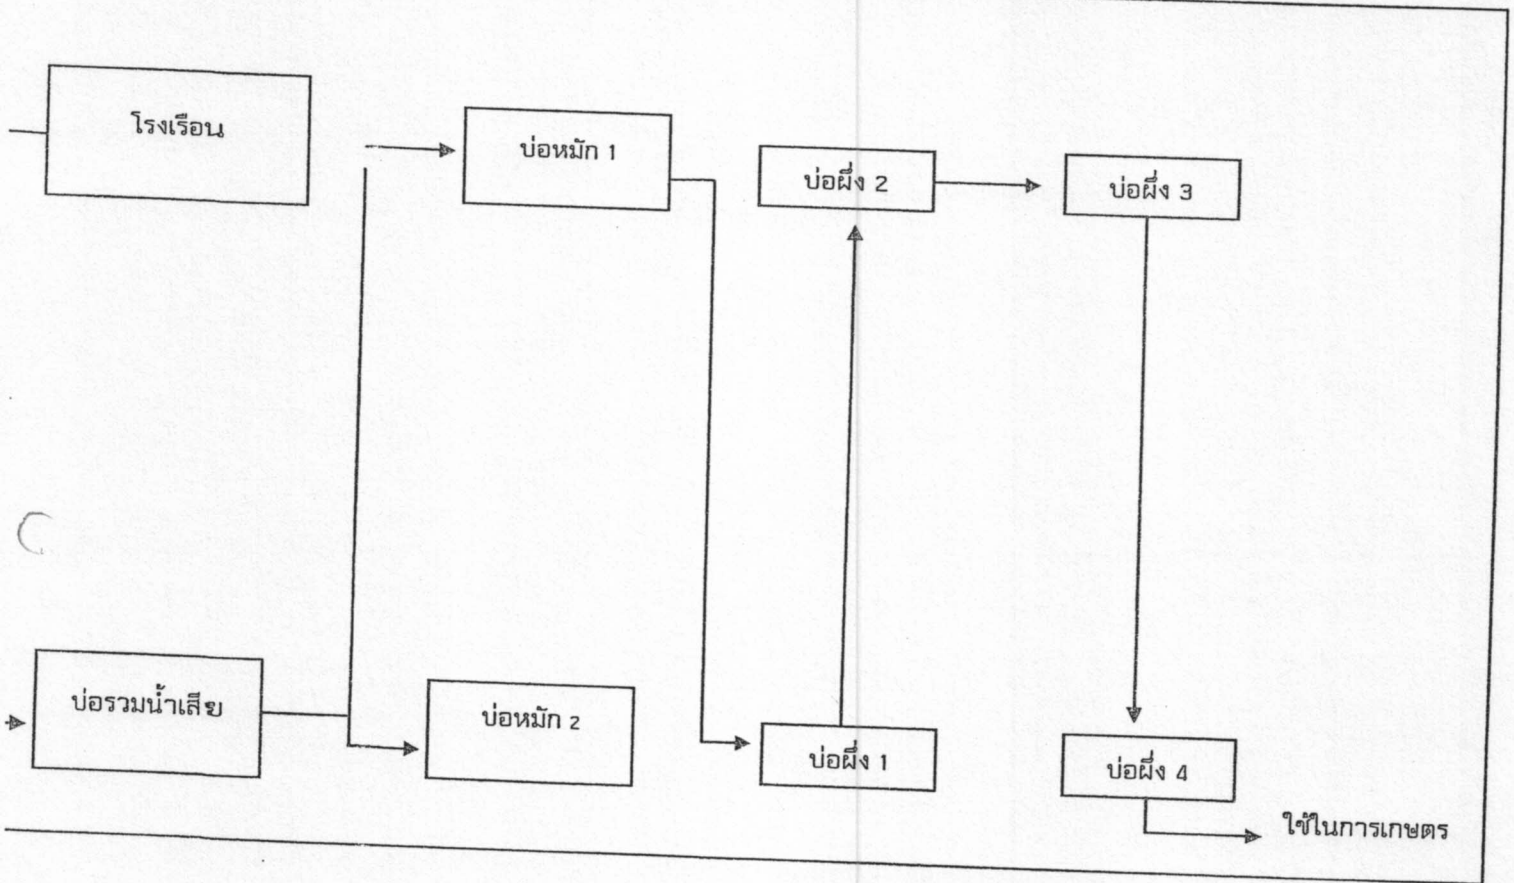 โรงเรือน
บ่อหมัก 1
บ่อผึ่ง 2
บ่อผึ่ง 3
บ่อรวมน้ำเสีย
บ่อหมัก 2
บ่อผึ่ง 1
บ่อผึ่ง 4
ใช้ในการเกษตร